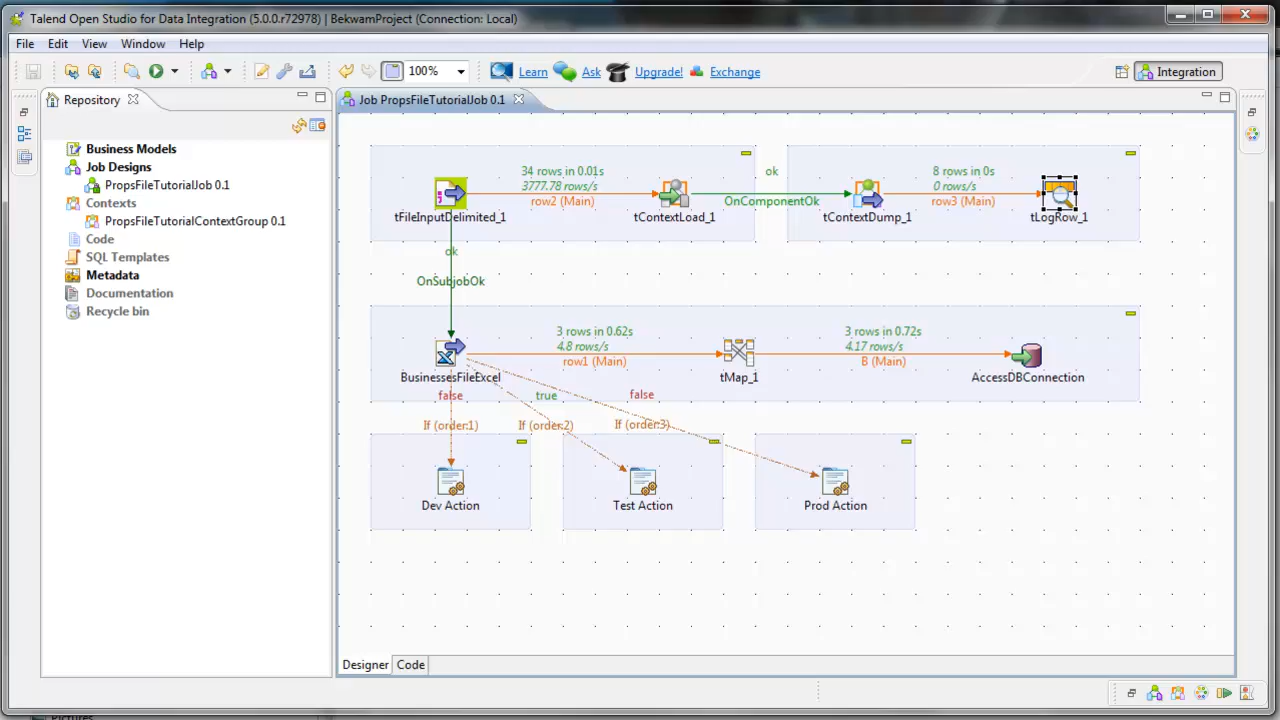 Talend Open Studio for Data Integration (5.0.0.r72978) | BekwamProject (Connection: Local)
File Edit View Window Help
100% Learn Ask Upgrade! Exchange Integration
Repository
Job PropsFileTutorialJob 0.1
Business Models
Job Designs
PropsFileTutorialJob 0.1
Contexts
PropsFileTutorialContextGroup 0.1
Code
SQL Templates
Metadata
Documentation
Recycle bin
34 rows in 0.01s
3777.78 rows/s
row2 (Main)
ok
OnComponentOk
8 rows in 0s
0 rows/s
row3 (Main)
tFileInputDelimited_1
tContextLoad_1
tContextDump_1
tLogRow_1
ok
OnSubjobOk
3 rows in 0.62s
4.8 rows/s
row1 (Main)
3 rows in 0.72s
4.17 rows/s
B (Main)
BusinessesFileExcel
tMap_1
AccessDBConnection
false
true
false
If (order:1)
If (order:2)
If (order:3)
Dev Action
Test Action
Prod Action
Designer Code
Pictures